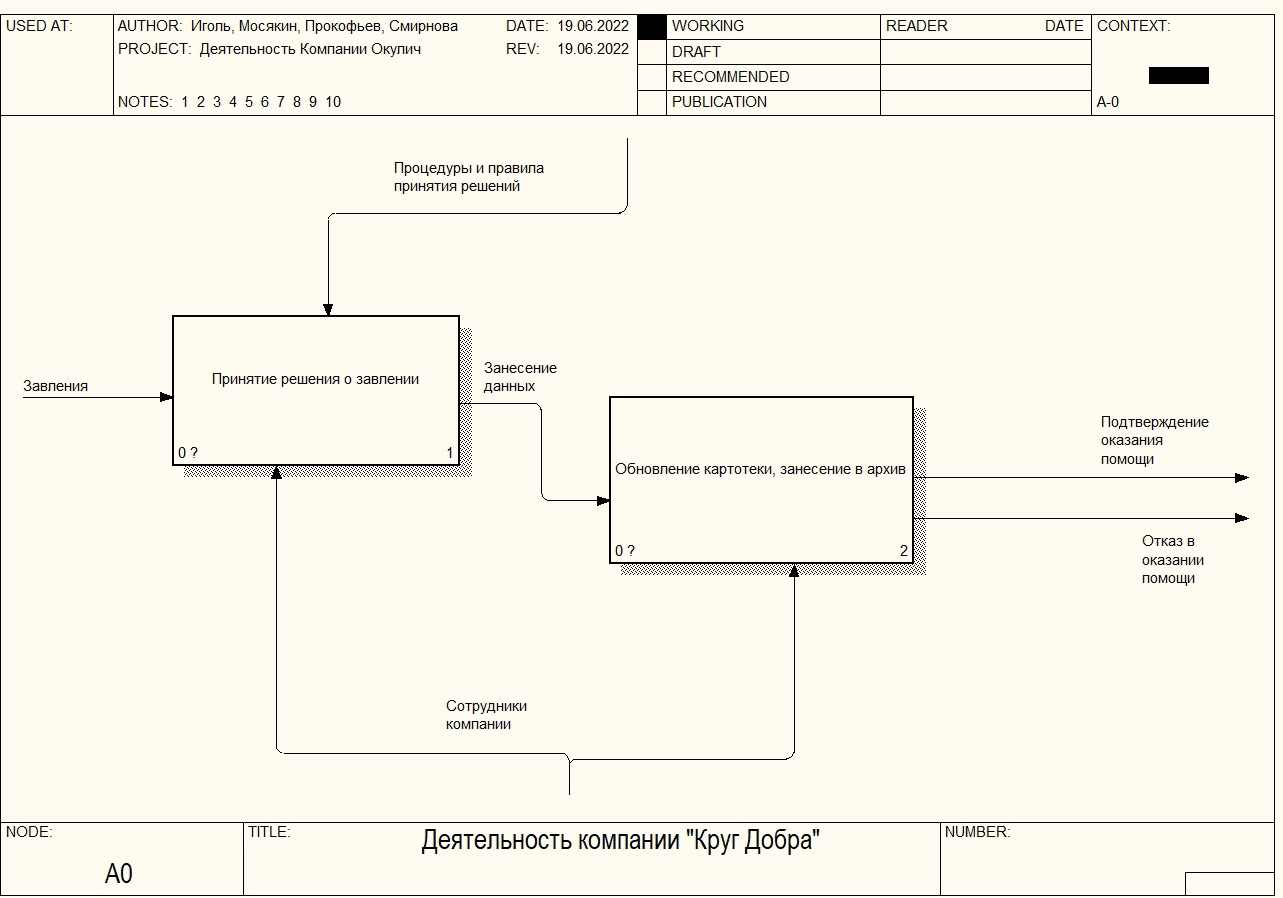 USED AT:
AUTHOR: Иголь, Мосякин, Прокофьев, Смирнова
DATE: 19.06.2022
PROJECT: Деятельность Компании Окулич
REV: 19.06.2022
NOTES: 1 2 3 4 5 6 7 8 9 10
WORKING
DRAFT
RECOMMENDED
PUBLICATION
READER
DATE
CONTEXT:
A-0
Процедуры и правила
принятия решений
Завления
Принятие решения о завлении
0 ?
1
Занесение
данных
Обновление картотеки, занесение в архив
0 ?
2
Подтверждение
оказания
помощи
Отказ в
оказании
помощи
Сотрудники
компании
NODE:
A0
TITLE:
Деятельность компании "Круг Добра"
NUMBER: